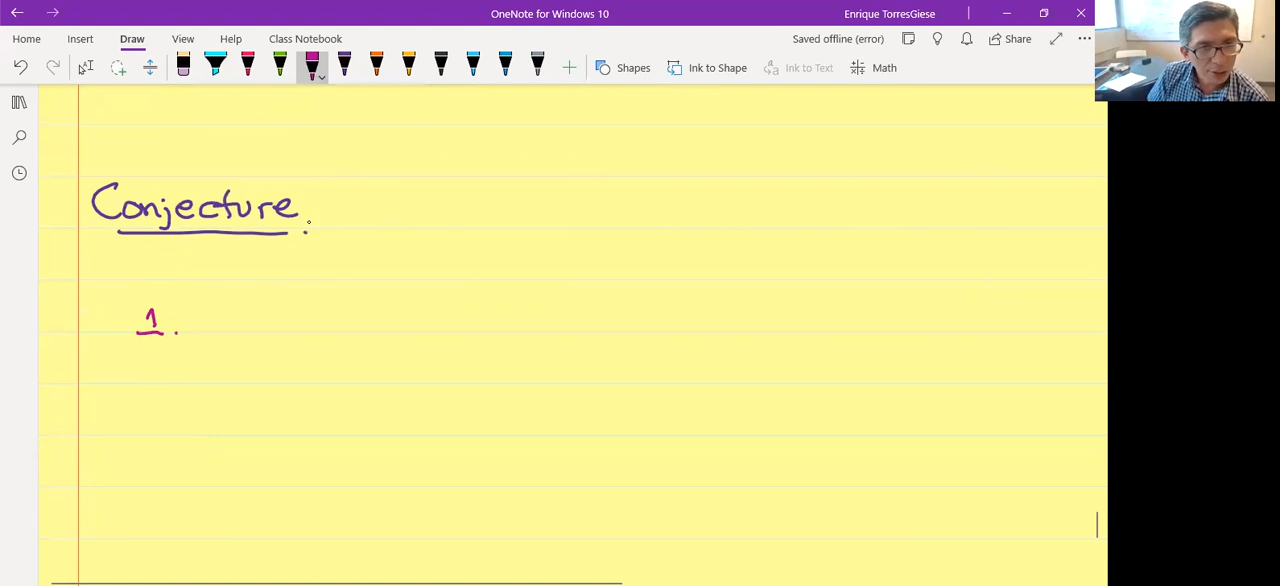 OneNote for Windows 10
Enrique TorresGiese
Home Insert Draw View Help Class Notebook
Saved offline (error) Share
Shapes Ink to Shape Ink to Text Math
Conjecture.
1.